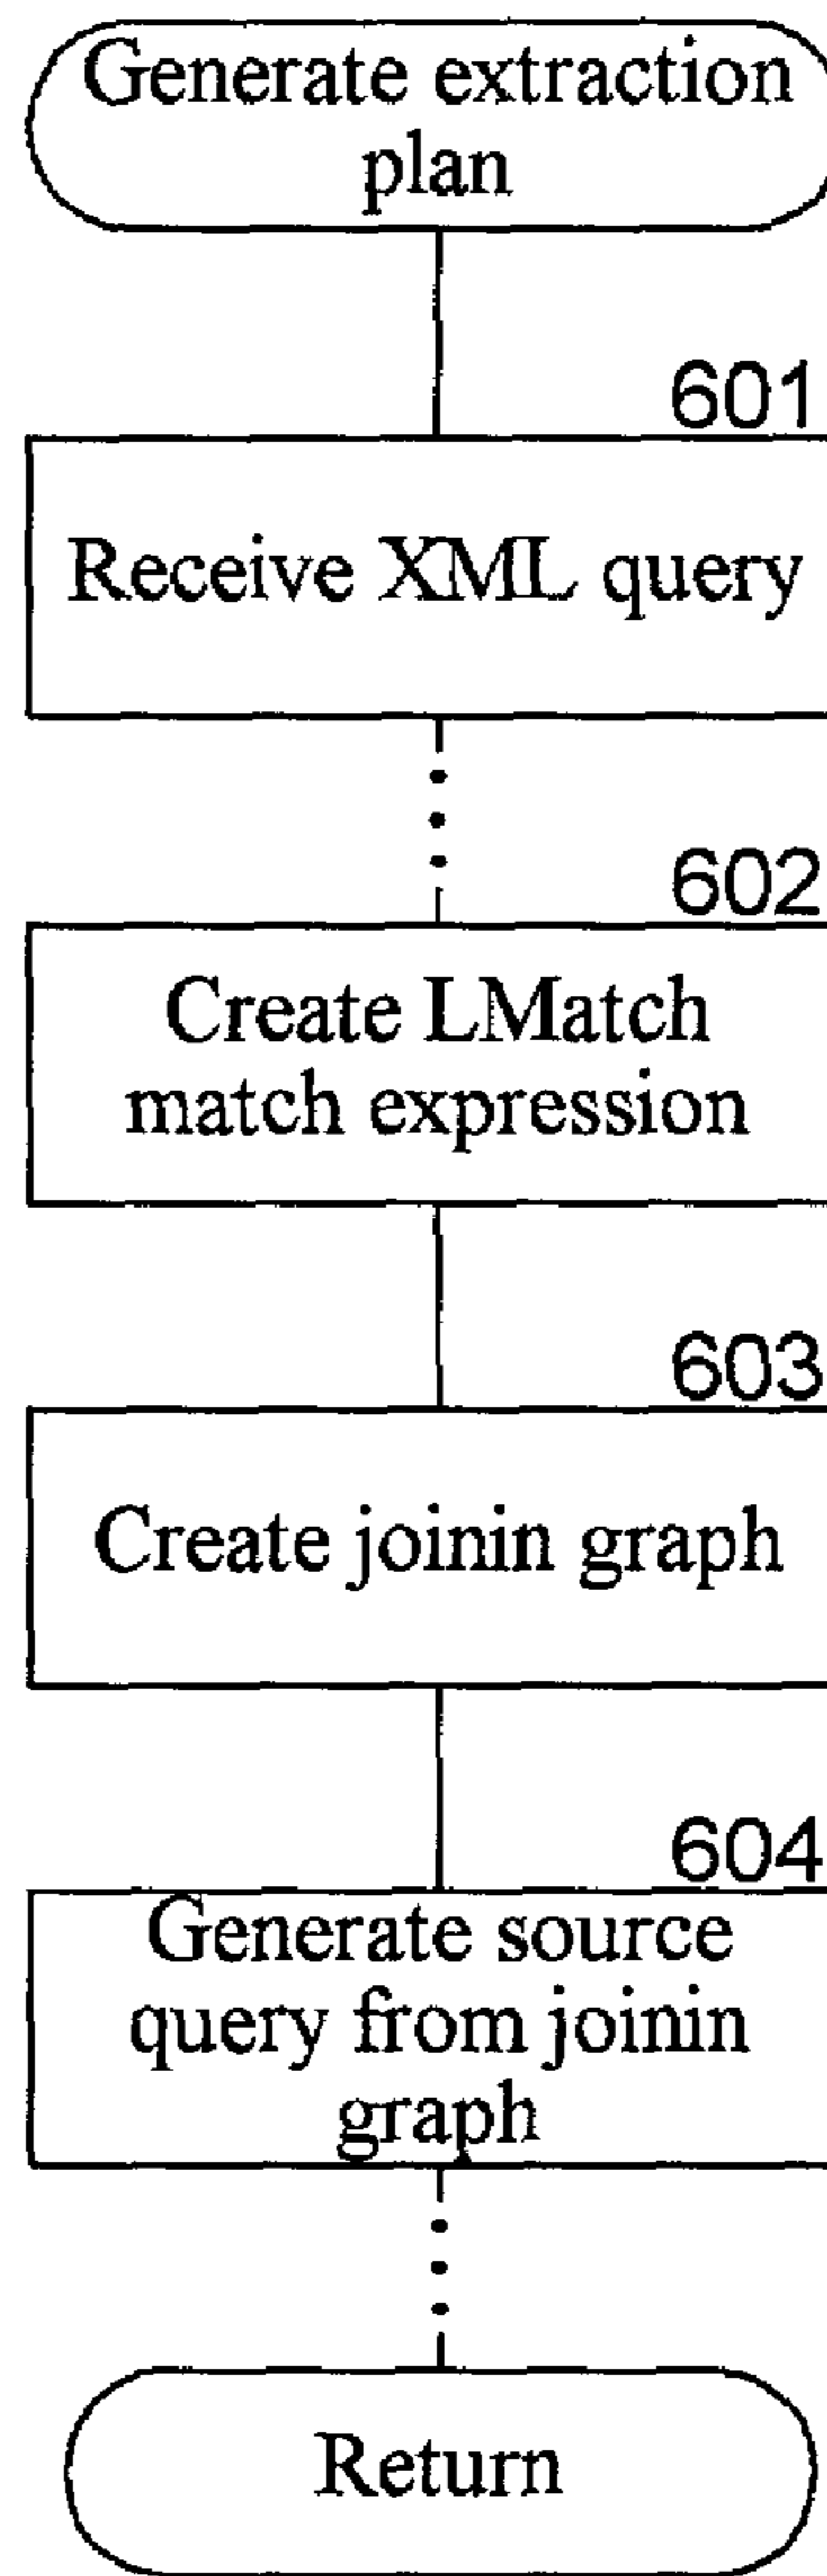 Generate extraction
plan
601
Receive XML query
602
Create LMatch
match expression
603
Create joinin graph
604
Generate source
query from joinin
graph
Return